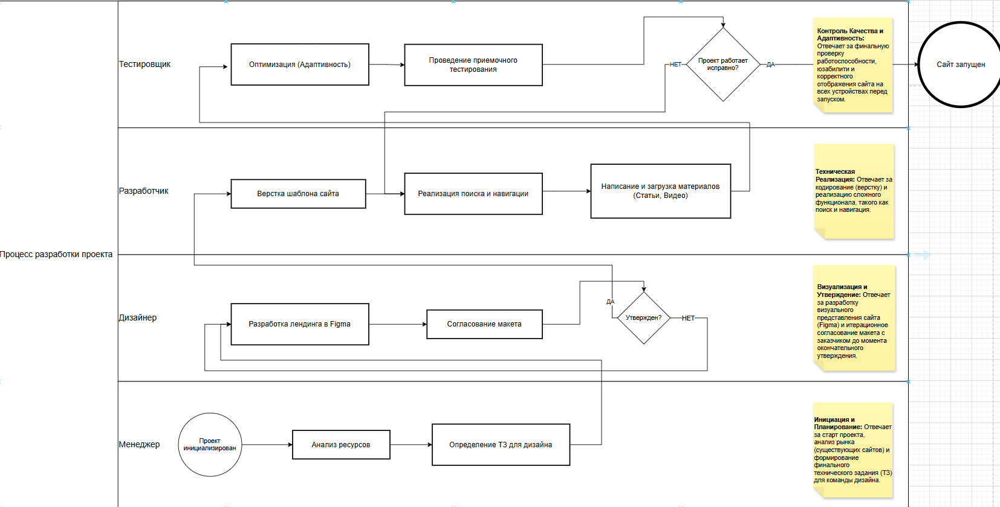 Процесс разработки проекта
Тестировщик
Оптимизация (Адаптивность)
Проведение приемочного
тестирования
НЕТ
Проект работает
исправно?
ДА
Контроль Качества и
Адаптивность:
Отвечает за финальную
проверку
работоспособности,
юзабилити и
корректного
отображения сайта на
всех устройствах перед
запуском.
Сайт запущен
Разработчик
Верстка шаблона сайта
Реализация поиска и навигации
Написание и загрузка материалов
(Статьи, Видео)
Техническая
Реализация: Отвечает за
кодирование (верстку) и
реализацию сложного
функционала, такого как
поиск и навигация.
Дизайнер
Разработка лендинга в Figma
Согласование макета
ДА
Утвержден?
НЕТ
Визуализация и
Утверждение: Отвечает
за разработку
визуального
представления сайта
(Figma) и итерационное
согласование макета с
заказчиком до момента
окончательного
утверждения.
Менеджер
Проект
инициализирован
Анализ ресурсов
Определение ТЗ для дизайна
Инициация и
Планирование: Отвечает
за старт проекта,
анализ рынка
(существующих сайтов) и
формирование
финального
технического задания (ТЗ)
для команды дизайна.